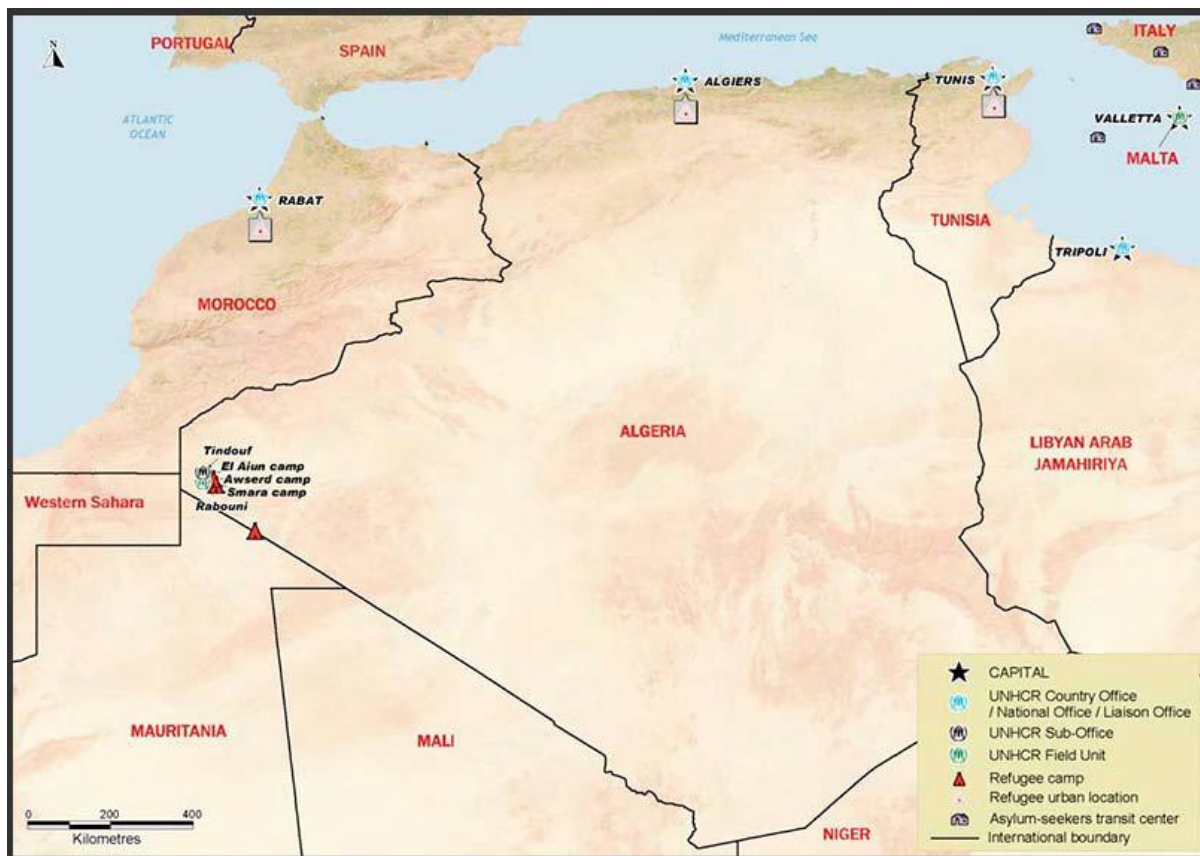 N
PORTUGAL
SPAIN
Mediterranean Sea
ITALY
ATLANTIC
OCEAN
ALGIERS
TUNIS
VALLETTA
MALTA
RABAT
TUNISIA
TRIPOLI
MOROCCO
ALGERIA
LIBYAN ARAB
JAMAHIRIYA
Tindouf
El Aiun camp
Awserd camp
Smara camp
Rabouni
Western Sahara
MAURITANIA
MALI
NIGER
0 200 400
Kilometres
CAPITAL
UNHCR Country Office
/ National Office / Liaison Office
UNHCR Sub-Office
UNHCR Field Unit
Refugee camp
Refugee urban location
Asylum-seekers transit center
International boundary